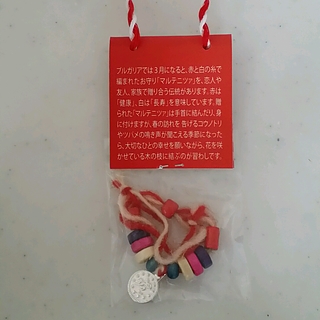 ブルガリアでは3月になると、赤と白の糸で
編まれたお守り「マルテニツァ」を、恋人や
友人、家族で贈り合う伝統があります。赤は
「健康」、白は「長寿」を意味しています。贈
られた「マルテニツァ」は手首に結んだり、身
に付けますが、春の訪れを告げるコウノトリ
やツバメの鳴き声が聞こえる季節になった
ら、大切なひとの幸せを願いながら、花を咲
かせている木の枝に結ぶのが習わしです。